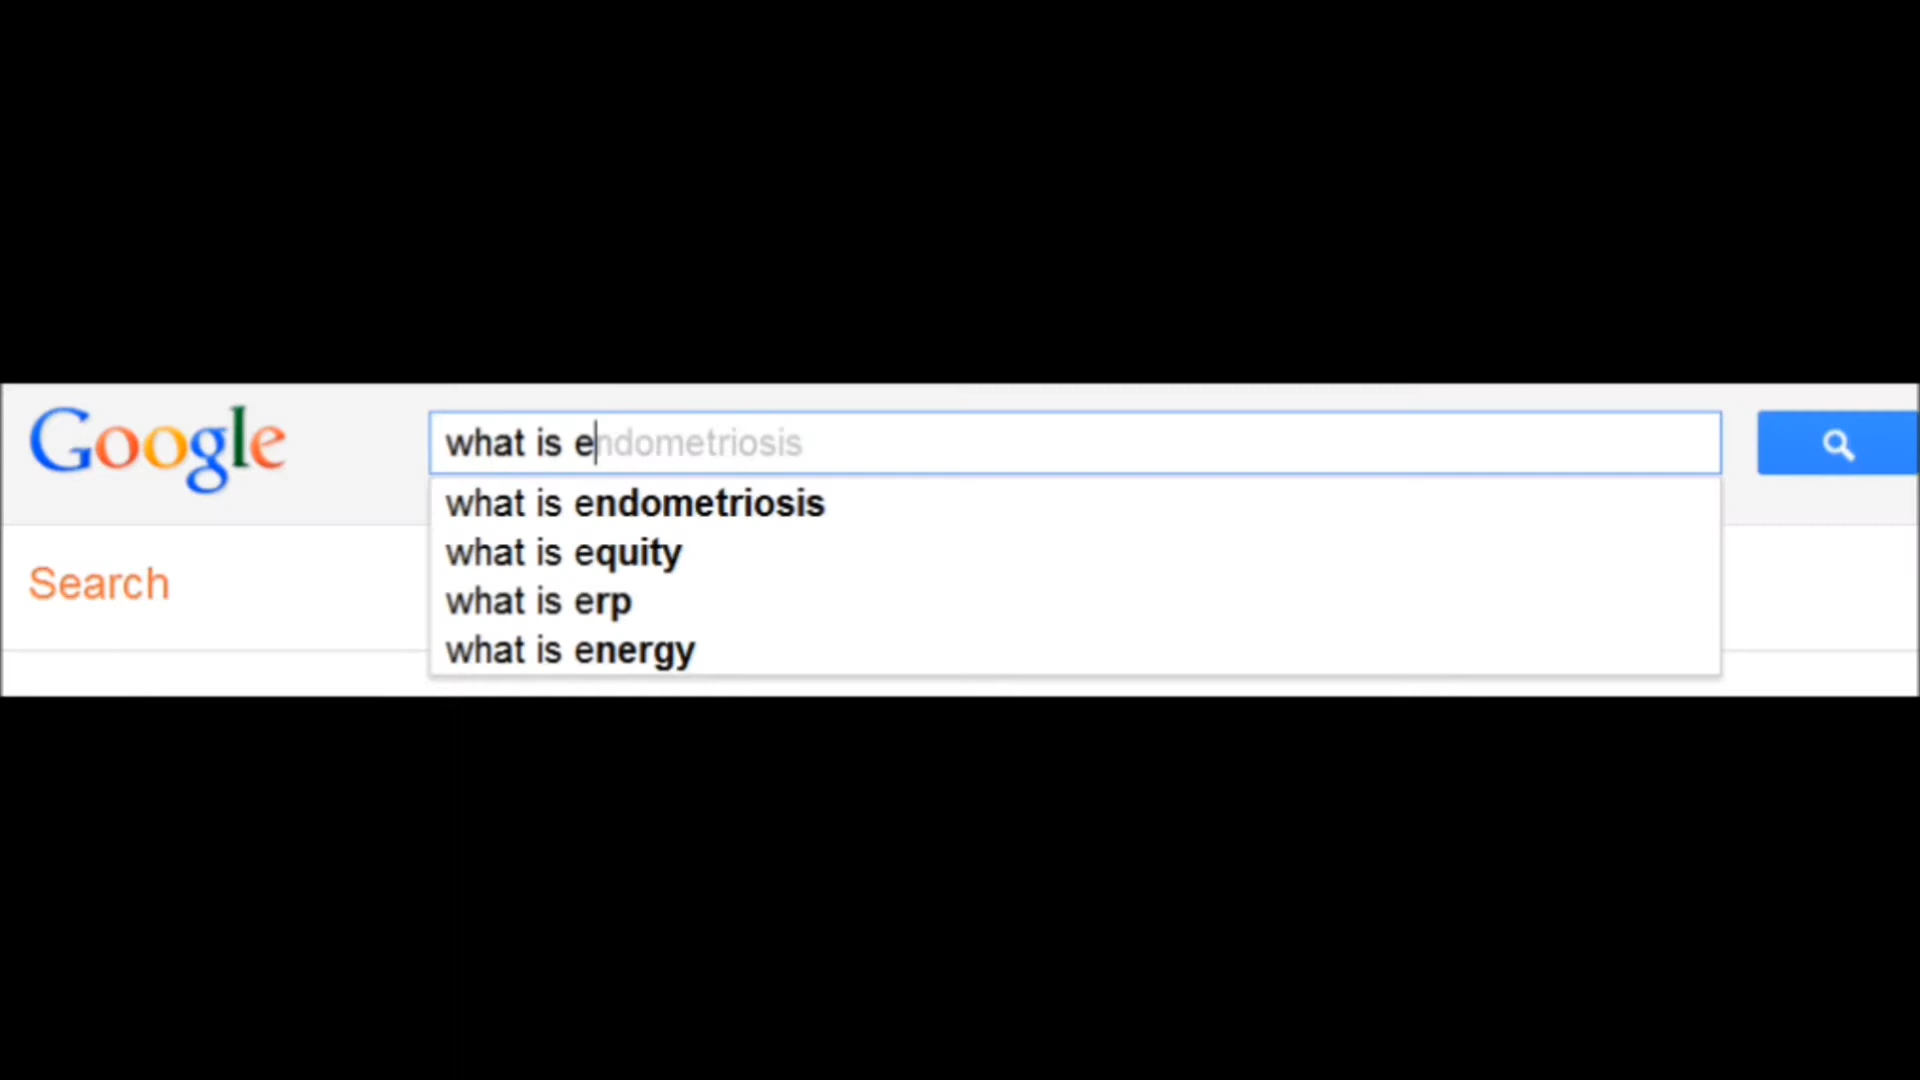 Google
what is endometriosis
what is endometriosis
what is equity
what is erp
what is energy
Search